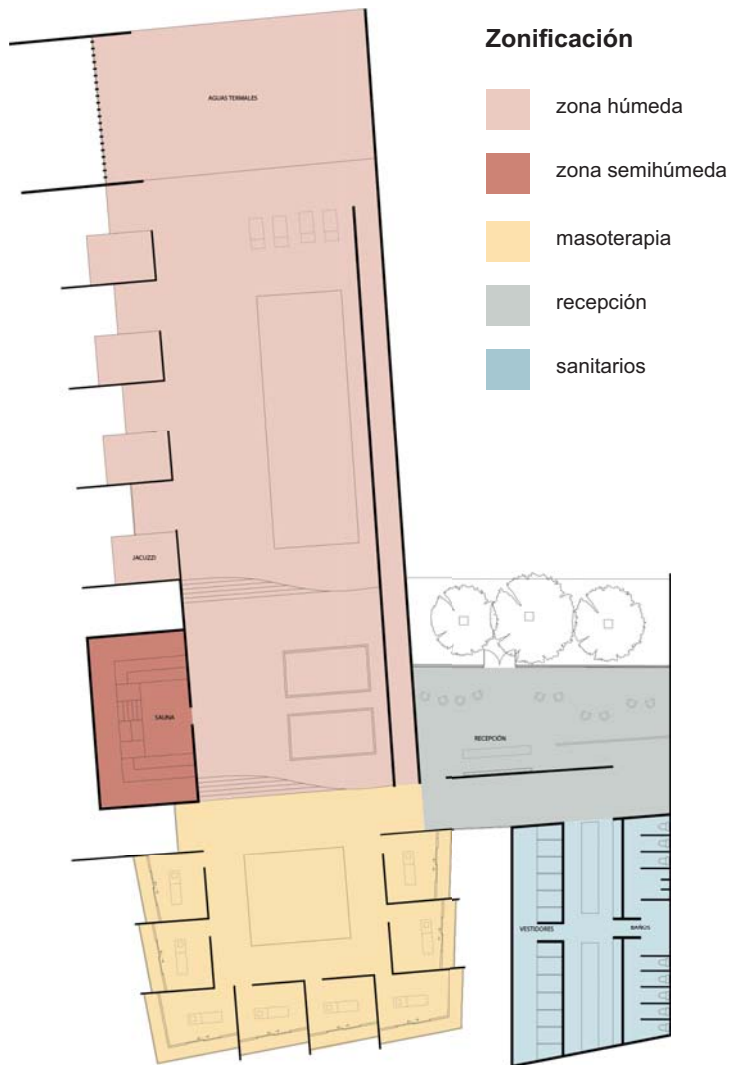 Zonificación
zona húmeda
zona semihúmeda
masoterapia
recepción
sanitarios
AGUAS TERMALES
JACUZZI
SAUNA
RECEPCIÓN
VESTIDORES
BAÑOS